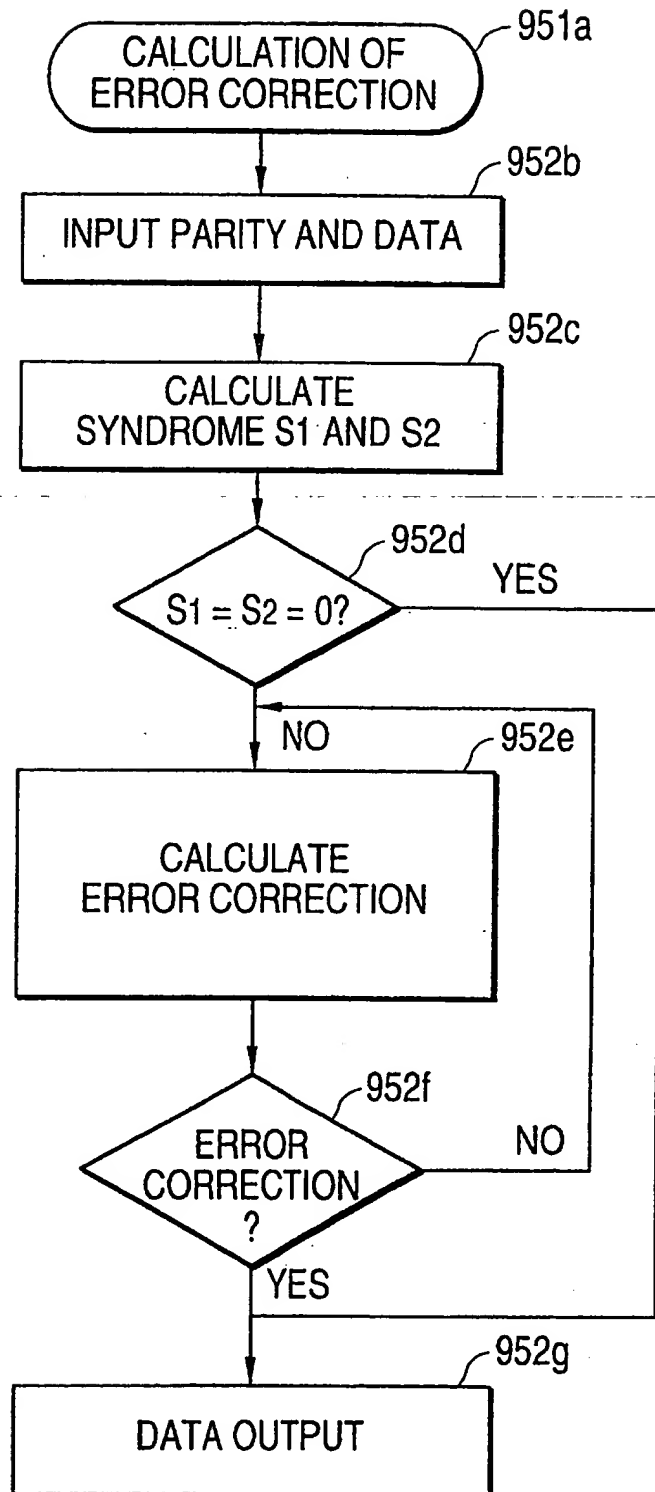 951a
CALCULATION OF
ERROR CORRECTION
952b
INPUT PARITY AND DATA
952c
CALCULATE
SYNDROME S1 AND S2
952d
S1 = S2 = 0?
YES
NO
952e
CALCULATE
ERROR CORRECTION
952f
ERROR
CORRECTION
?
NO
YES
952g
DATA OUTPUT